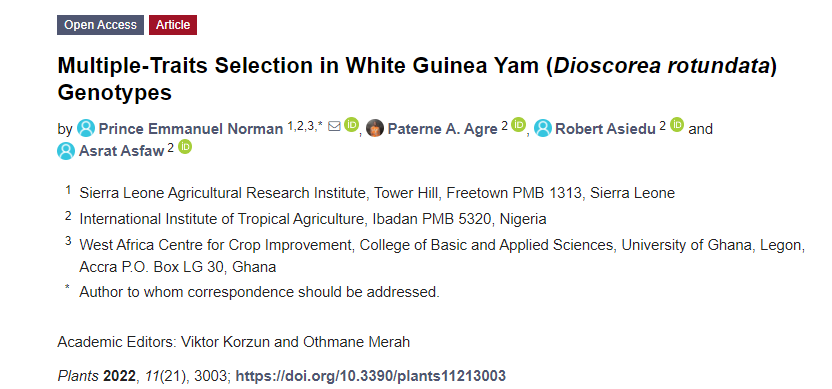 Open Access Article
Multiple-Traits Selection in White Guinea Yam (Dioscorea rotundata)
Genotypes
by Prince Emmanuel Norman 1,2,3,* , Paterne A. Agre 2 iD , Robert Asiedu 2 iD and
Asrat Asfaw 2 iD
1 Sierra Leone Agricultural Research Institute, Tower Hill, Freetown PMB 1313, Sierra Leone
2 International Institute of Tropical Agriculture, Ibadan PMB 5320, Nigeria
3 West Africa Centre for Crop Improvement, College of Basic and Applied Sciences, University of Ghana, Legon,
Accra P.O. Box LG 30, Ghana
* Author to whom correspondence should be addressed.
Academic Editors: Viktor Korzun and Othmane Merah
Plants 2022, 11(21), 3003; https://doi.org/10.3390/plants11213003